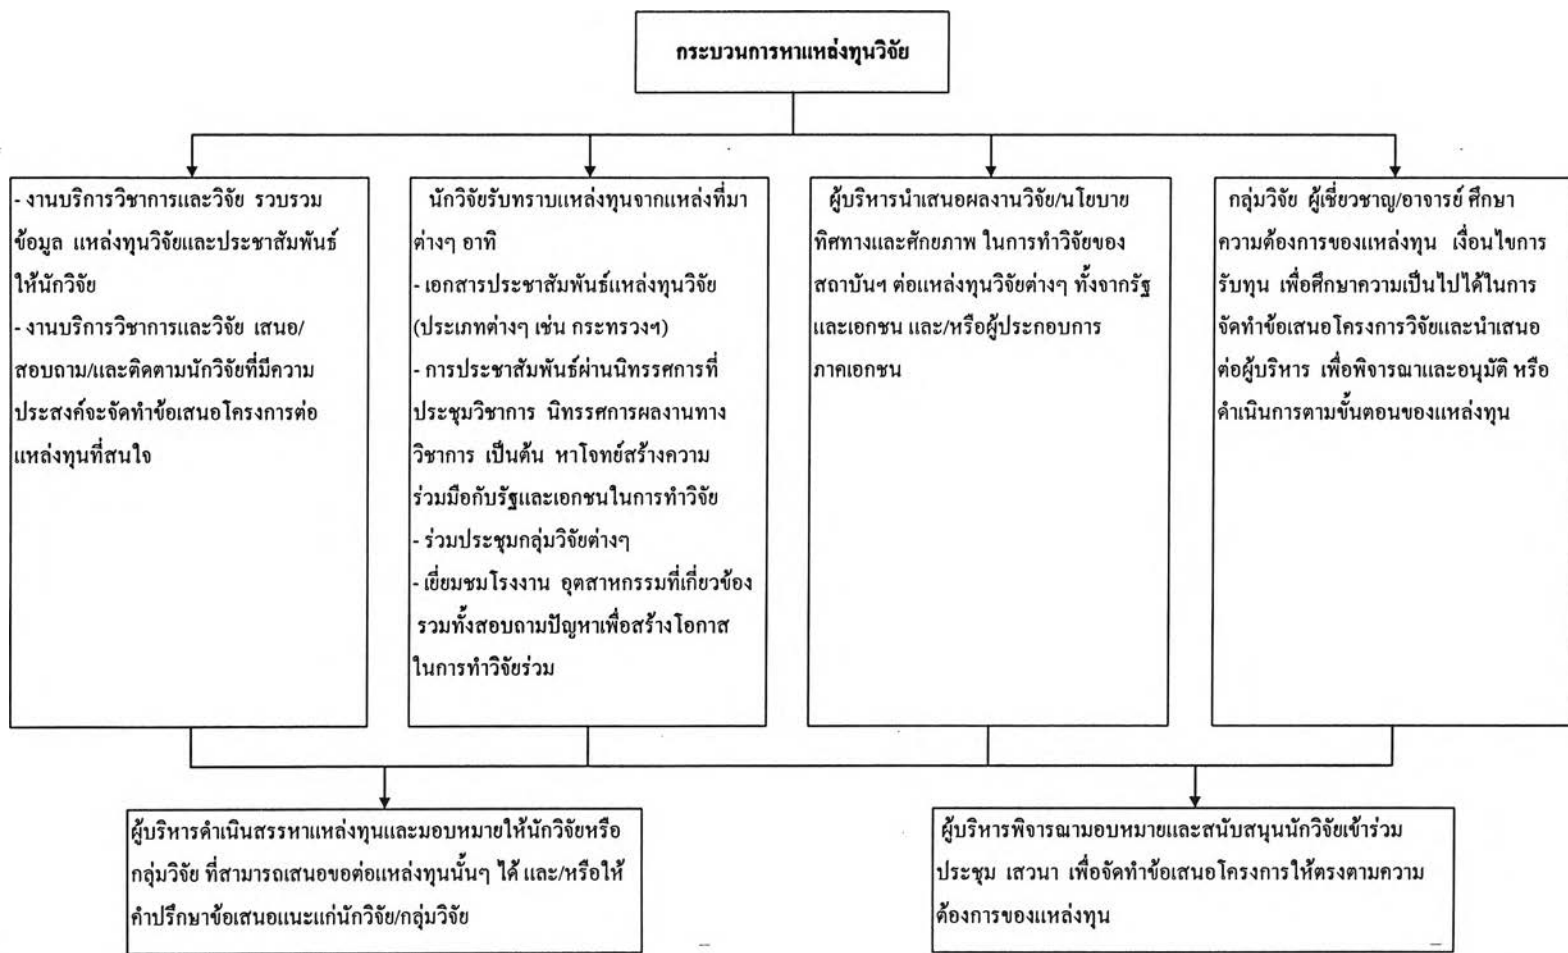 กระบวนการหาแหล่งทุนวิจัย
- งานบริการวิชาการและวิจัย รวบรวม
ข้อมูล แหล่งทุนวิจัยและประชาสัมพันธ์
ให้นักวิจัย
- งานบริการวิชาการและวิจัย เสนอ/
สอบถาม/และติดตามนักวิจัยที่มีความ
ประสงค์จะจัดทำข้อเสนอโครงการต่อ
แหล่งทุนที่สนใจ
นักวิจัยรับทราบแหล่งทุนจากแหล่งที่มา
ต่างๆ อาทิ
- เอกสารประชาสัมพันธ์แหล่งทุนวิจัย
(ประเภทต่างๆ เช่น กระทรวงฯ)
- การประชาสัมพันธ์ผ่านนิทรรศการที่
ประชุมวิชาการ นิทรรศการผลงานทาง
วิชาการ เป็นต้น หาโจทย์สร้างความ
ร่วมมือกับรัฐและเอกชนในการทำวิจัย
- ร่วมประชุมกลุ่มวิจัยต่างๆ
- เยี่ยมชมโรงงาน อุตสาหกรรมที่เกี่ยวข้อง
รวมทั้งสอบถามปัญหาเพื่อสร้างโอกาส
ในการทำวิจัยร่วม
ผู้บริหารนำเสนอผลงานวิจัย/นโยบาย
ทิศทางและศักยภาพ ในการทำวิจัยของ
สถาบันฯ ต่อแหล่งทุนวิจัยต่างๆ ทั้งจากรัฐ
และเอกชน และ/หรือผู้ประกอบการ
ภาคเอกชน
กลุ่มวิจัย ผู้เชี่ยวชาญ/อาจารย์ ศึกษา
ความต้องการของแหล่งทุน เงื่อนไขการ
รับทุน เพื่อศึกษาความเป็นไปได้ในการ
จัดทำข้อเสนอโครงการวิจัยและนำเสนอ
ต่อผู้บริหาร เพื่อพิจารณาและอนุมัติ หรือ
ดำเนินการตามขั้นตอนของแหล่งทุน
ผู้บริหารดำเนินสรรหาแหล่งทุนและมอบหมายให้นักวิจัยหรือ
กลุ่มวิจัย ที่สามารถเสนอขอต่อแหล่งทุนนั้นๆ ได้ และ/หรือให้
คำปรึกษาข้อเสนอแนะแก่นักวิจัย/กลุ่มวิจัย
ผู้บริหารพิจารณามอบหมายและสนับสนุนนักวิจัยเข้าร่วม
ประชุม เสวนา เพื่อจัดทำข้อเสนอโครงการให้ตรงตามความ
ต้องการของแหล่งทุน